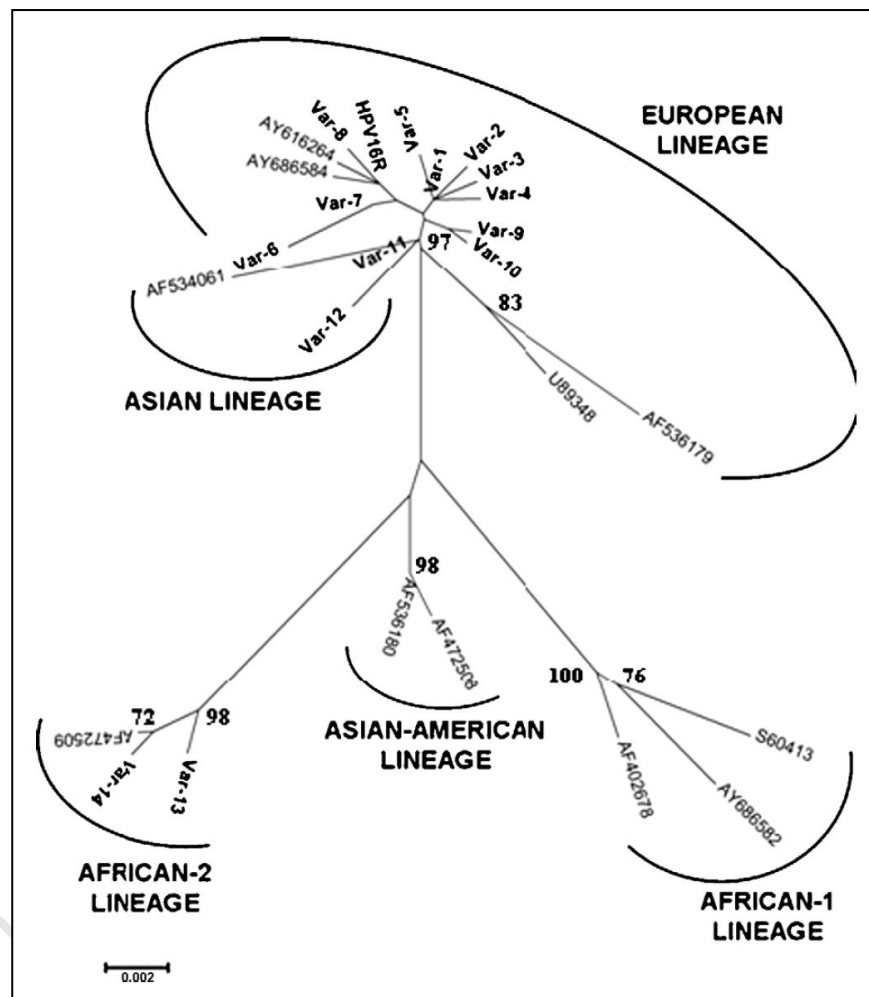 EUROPEAN
LINEAGE
Var-8
HPV16R
Var-5
Var-1
Var-2
Var-3
Var-4
AY616264
AY686584
Var-7
Var-9
Var-10
Var-6
Var-11
97
AF534061
Var-12
83
ASIAN LINEAGE
U89348
AF536179
98
AF536180
AF472508
ASIAN-AMERICAN
LINEAGE
100
76
S60413
AF402678
AY686582
AFRICAN-1
LINEAGE
72
98
AF472509
Var-14
Var-13
AFRICAN-2
LINEAGE
0.002